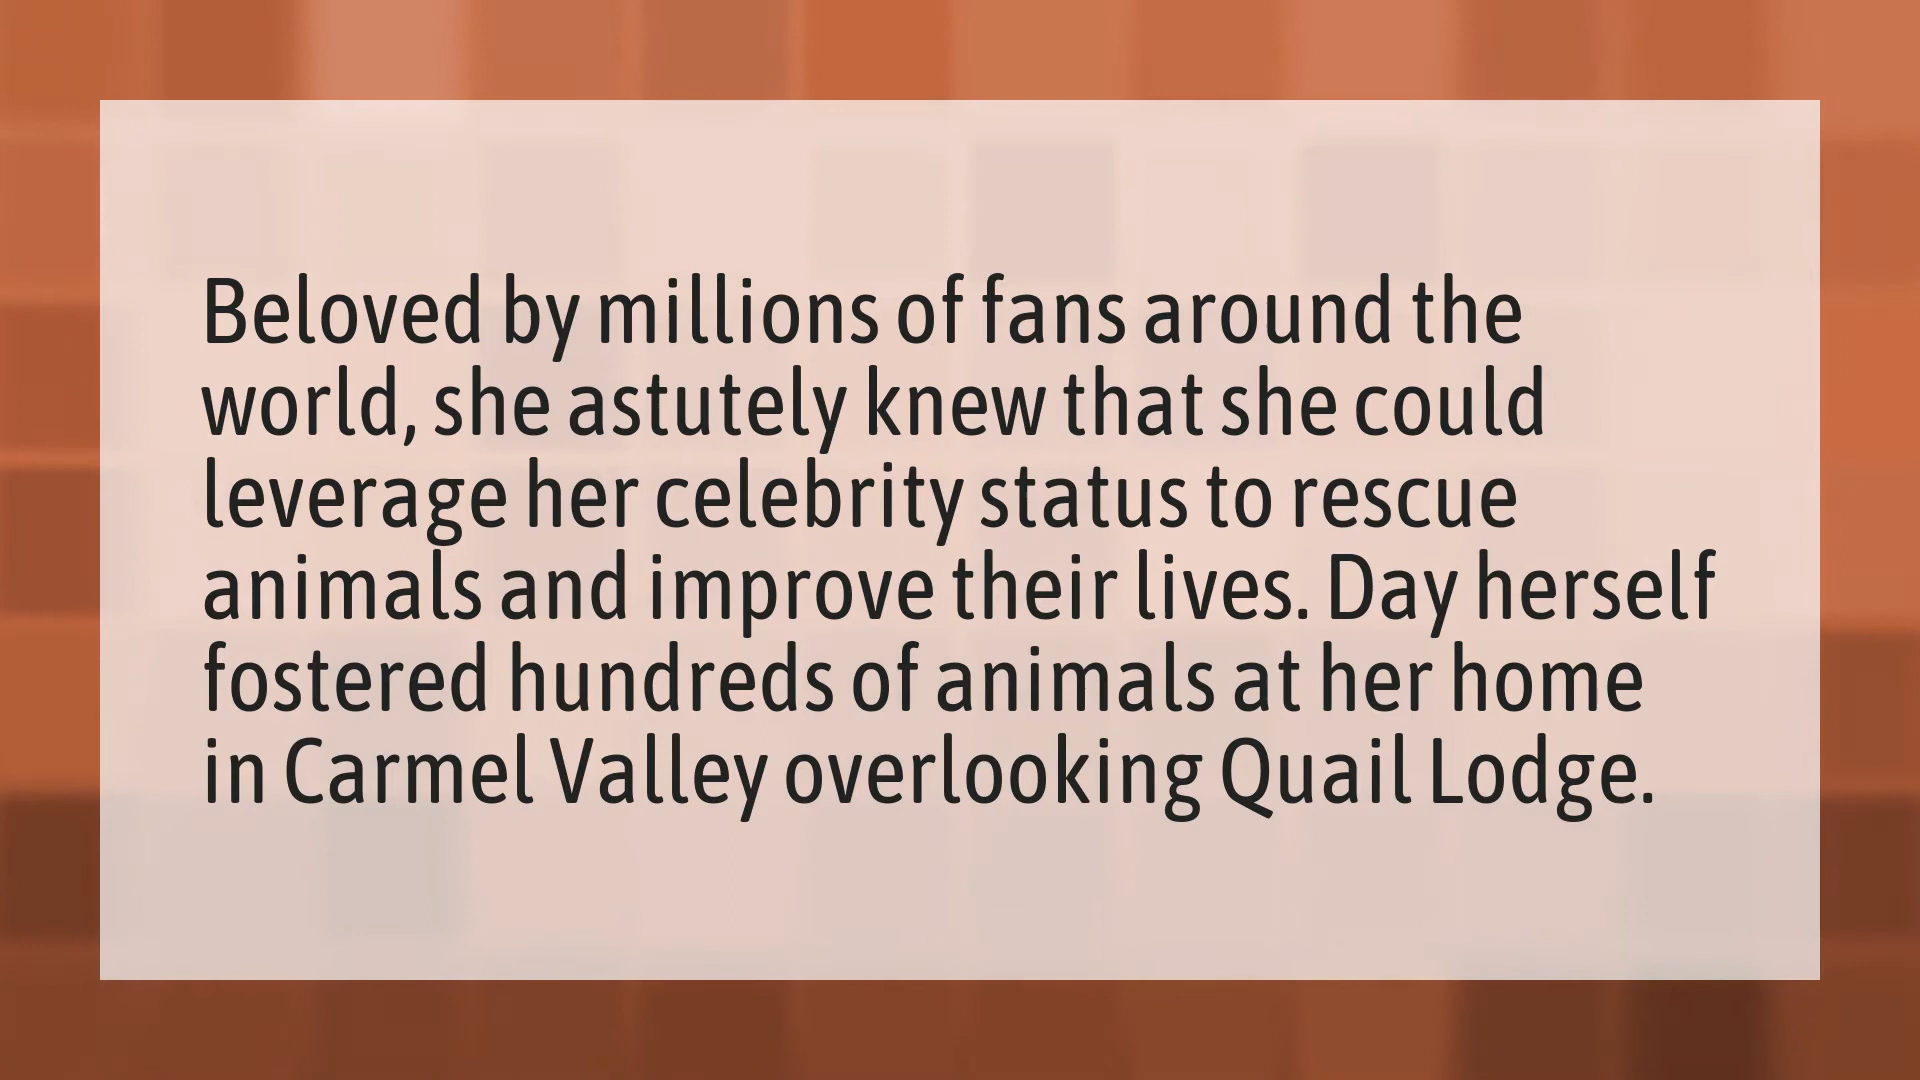 Beloved by millions of fans around the
world, she astutely knew that she could
leverage her celebrity status to rescue
animals and improve their lives. Day herself
fostered hundreds of animals at her home
in Carmel Valley overlooking Quail Lodge.